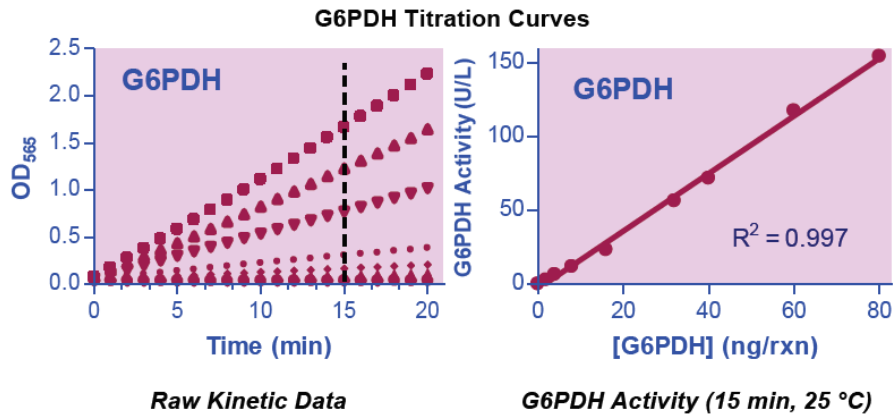 G6PDH Titration Curves
G6PDH
OD565
2.5
2.0
1.5
1.0
0.5
0.0
0
5
10
15
20
Time (min)
Raw Kinetic Data
G6PDH
G6PDH Activity (U/L)
150
100
50
0
0
20
40
60
80
R² = 0.997
[G6PDH] (ng/rxn)
G6PDH Activity (15 min, 25 °C)